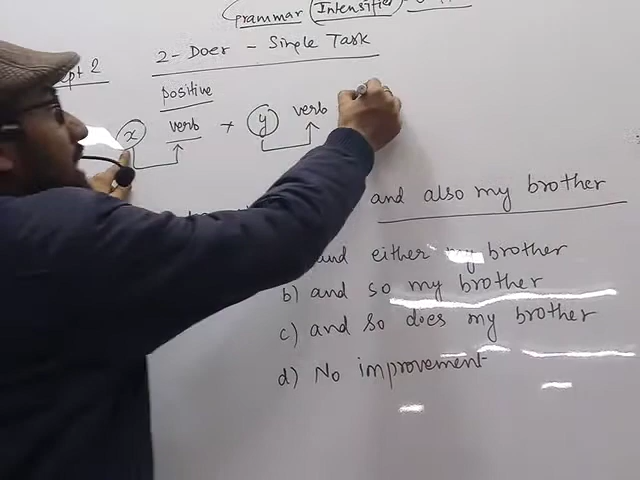 Grammar (Intensifier)
ept 2
2- Doer - Simple Task
positive
x verb + y verb
and also my brother
and either my brother
b) and so my brother
c) and so does my brother
d) No improvement